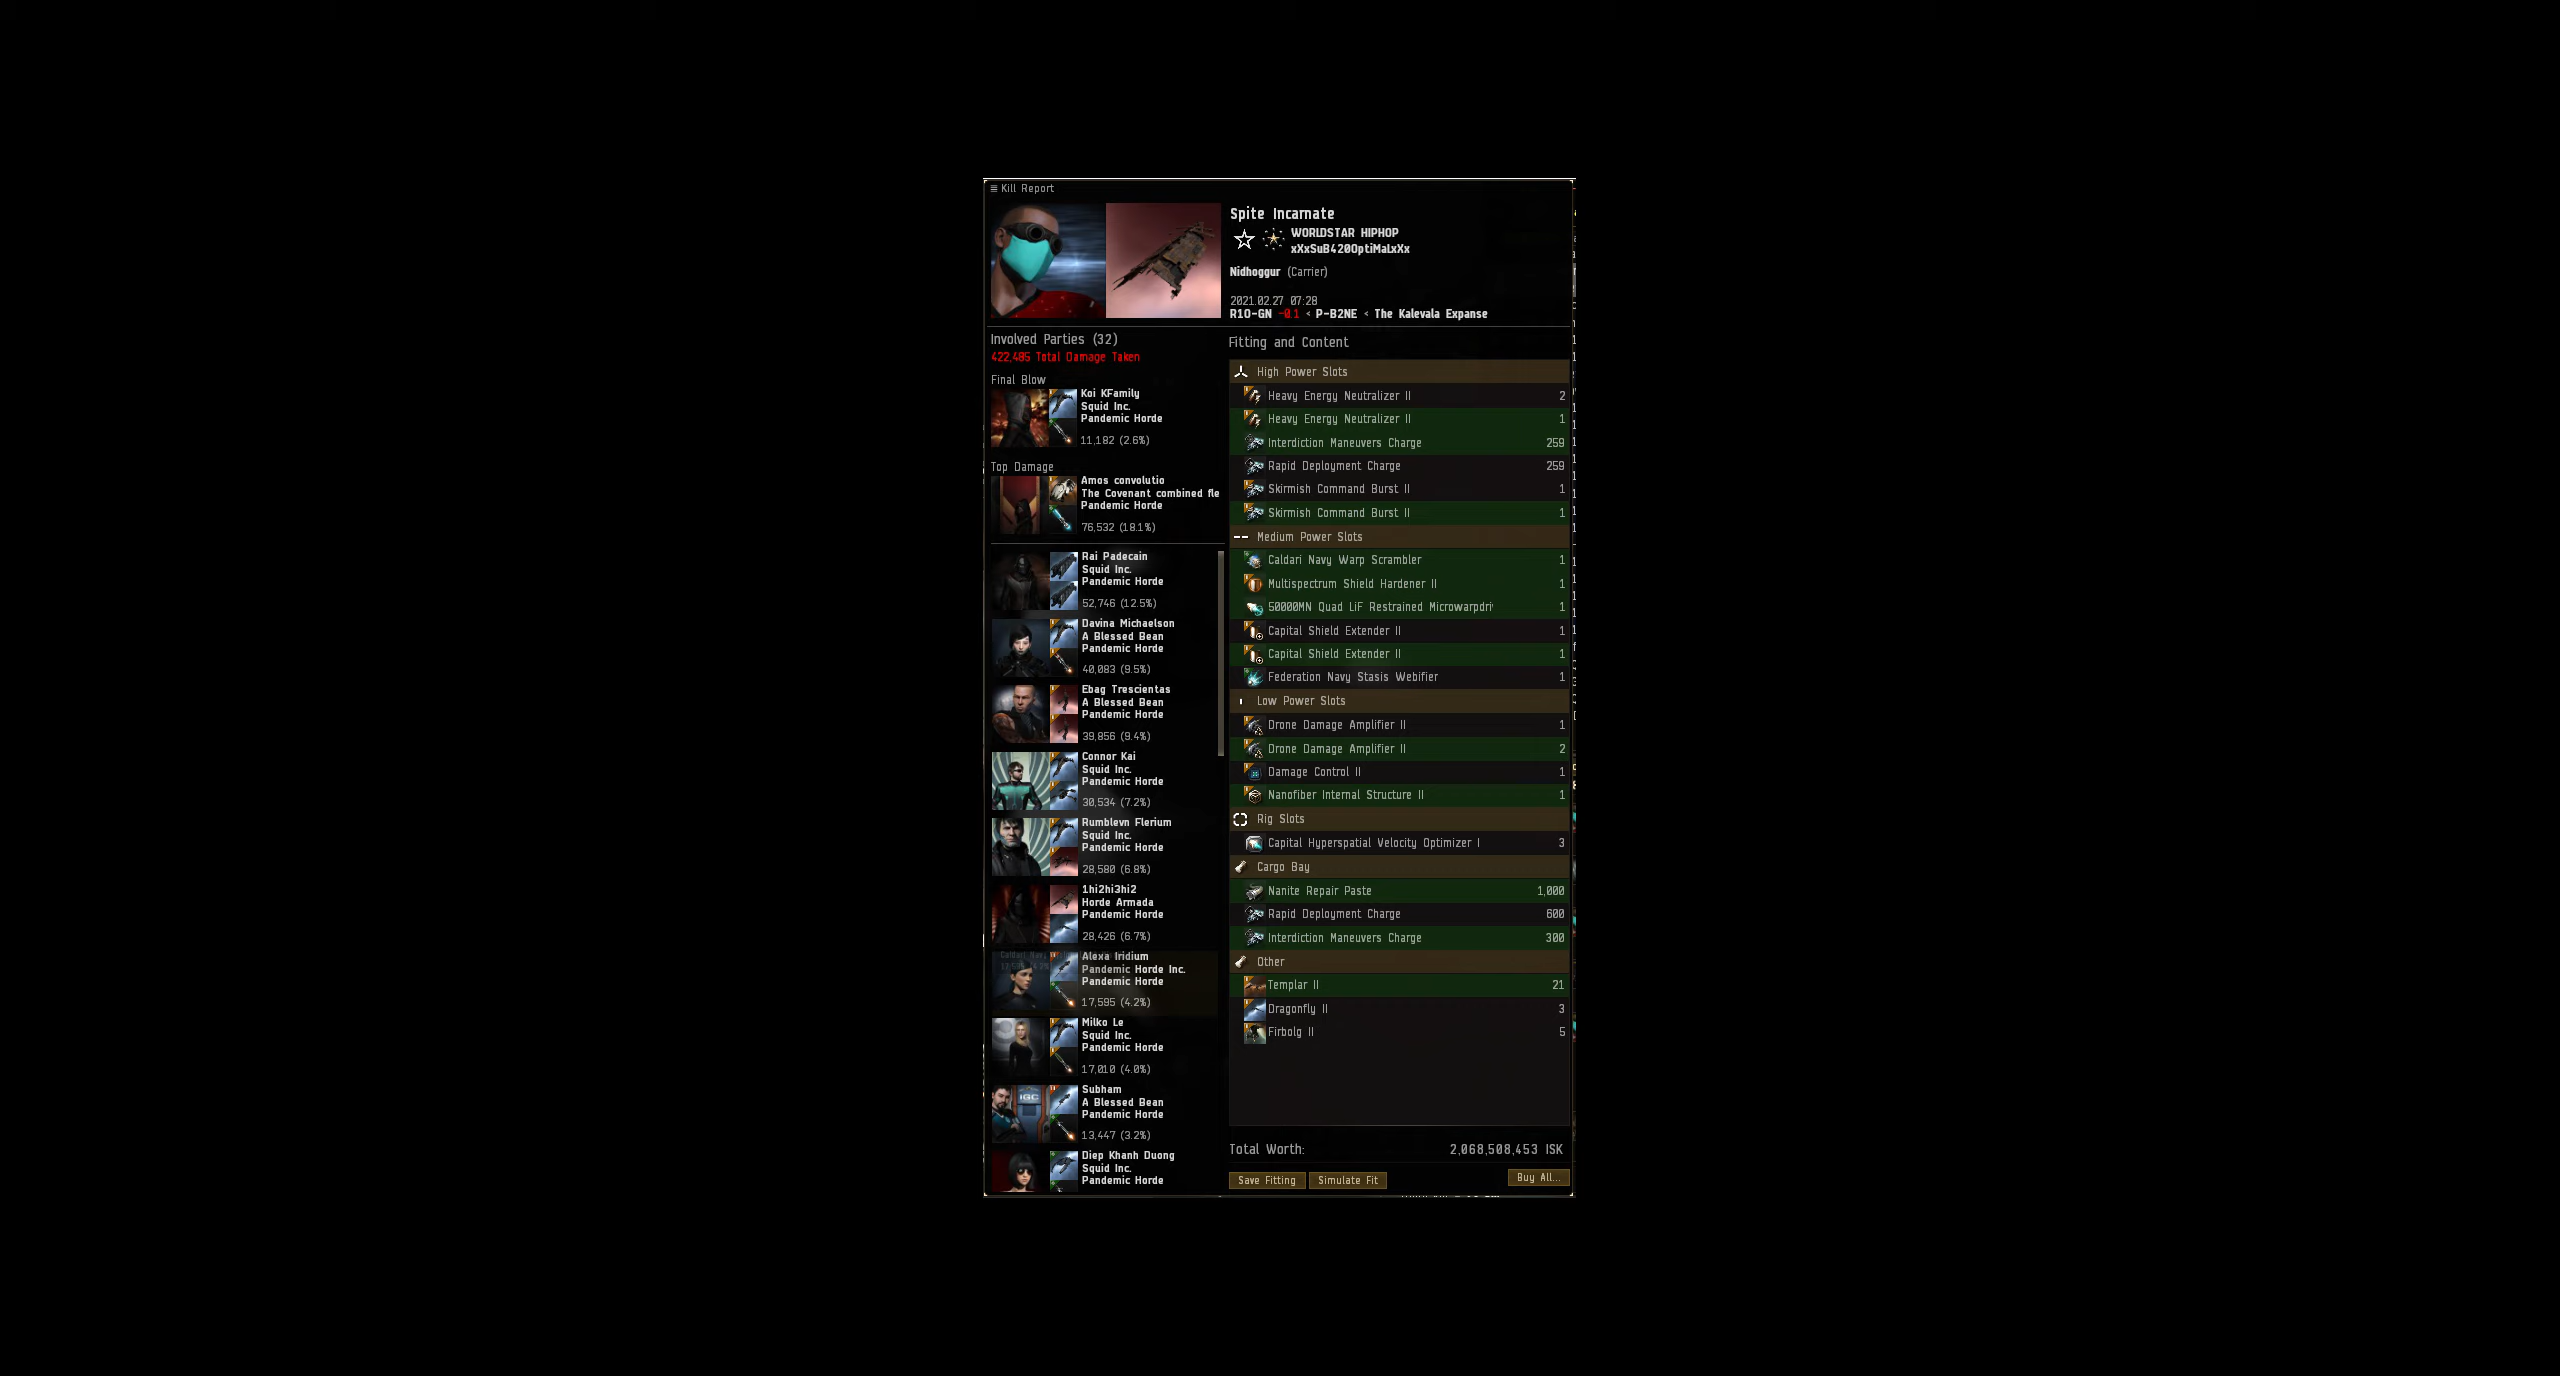 Kill Report
Spite Incarnate
WORLDSTAR HIPHOP
xXxSuB420OptiMaLxXx
Nidhoggur (Carrier)
2021.02.27 07:28
R1O-GN -0.1 < P-B2NE < The Kalevala Expanse
Involved Parties (32)
422,485 Total Damage Taken
Final Blow
Koi KFamily
Squid Inc.
Pandemic Horde
11,182 (2.6%)
Top Damage
Amos convolutio
The Covenant combined fle
Pandemic Horde
76,532 (18.1%)
Rai Padecain
Squid Inc.
Pandemic Horde
52,746 (12.5%)
Davina Michaelson
A Blessed Bean
Pandemic Horde
40,083 (9.5%)
Ebag Trescientas
A Blessed Bean
Pandemic Horde
39,856 (9.4%)
Connor Kai
Squid Inc.
Pandemic Horde
30,534 (7.2%)
Rumblevn Flerium
Squid Inc.
Pandemic Horde
28,580 (6.8%)
1hi2hi3hi2
Horde Armada
Pandemic Horde
28,426 (6.7%)
Alexa Iridium
Pandemic Horde Inc.
Pandemic Horde
17,595 (4.2%)
Milko Le
Squid Inc.
Pandemic Horde
17,010 (4.0%)
IGC
Subham
A Blessed Bean
Pandemic Horde
13,447 (3.2%)
Diep Khanh Duong
Squid Inc.
Pandemic Horde
Fitting and Content
High Power Slots
Heavy Energy Neutralizer II 2
Heavy Energy Neutralizer II 1
Interdiction Maneuvers Charge 259
Rapid Deployment Charge 259
Skirmish Command Burst II 1
Skirmish Command Burst II 1
Medium Power Slots
Caldari Navy Warp Scrambler 1
Multispectrum Shield Hardener II 1
50000MN Quad LiF Restrained Microwarpdri 1
Capital Shield Extender II 1
Capital Shield Extender II 1
Federation Navy Stasis Webifier 1
Low Power Slots
Drone Damage Amplifier II 1
Drone Damage Amplifier II 2
Damage Control II 1
Nanofiber Internal Structure II 1
Rig Slots
Capital Hyperspatial Velocity Optimizer I 3
Cargo Bay
Nanite Repair Paste 1,000
Rapid Deployment Charge 600
Interdiction Maneuvers Charge 300
Other
Templar II 21
Dragonfly II 3
Firbolg II 5
Total Worth: 2,068,508,453 ISK
Save Fitting Simulate Fit Buy All...